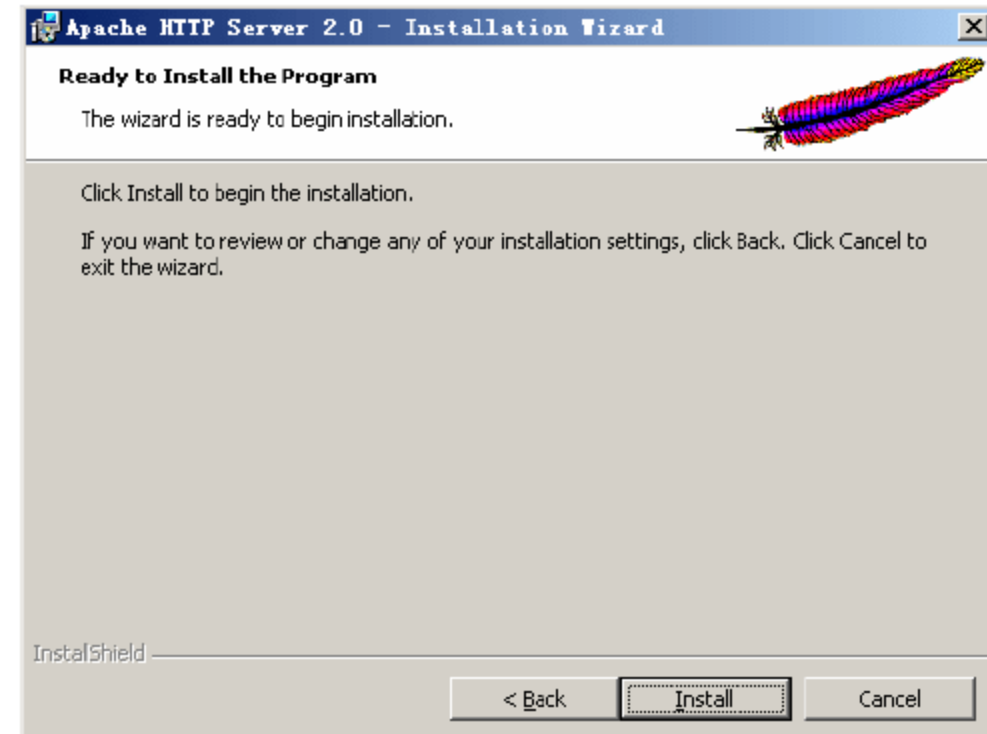 Apache HTTP Server 2.0 - Installation Wizard
Ready to Install the Program
The wizard is ready to begin installation.
Click Install to begin the installation.
If you want to review or change any of your installation settings, click Back. Click Cancel to
exit the wizard.
InstallShield
< Back
Install
Cancel